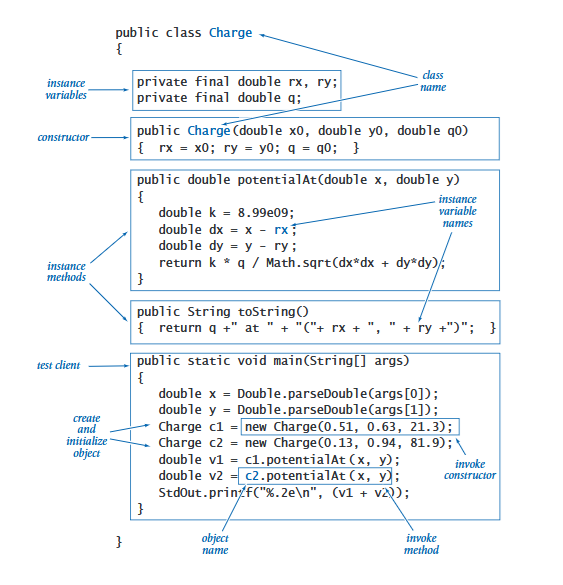 public class Charge
{
class
name
instance
variables
private final double rx, ry;
private final double q;
constructor
public Charge(double x0, double y0, double q0)
{ rx = x0; ry = y0; q = q0; }
public double potentialAt(double x, double y)
{
double k = 8.99e09;
double dx = x - rx;
double dy = y - ry;
return k * q / Math.sqrt(dx*dx + dy*dy);
}
instance
variable
names
instance
methods
public String toString()
{ return q +" at " + "("+ rx + ", " + ry +")"; }
test client
public static void main(String[] args)
{
double x = Double.parseDouble(args[0]);
double y = Double.parseDouble(args[1]);
Charge c1 = new Charge(0.51, 0.63, 21.3);
Charge c2 = new Charge(0.13, 0.94, 81.9);
double v1 = c1.potentialAt(x, y);
double v2 = c2.potentialAt(x, y);
StdOut.printf("%.2e\n", (v1 + v2));
}
create
and
initialize
object
invoke
constructor
}
object
name
invoke
method